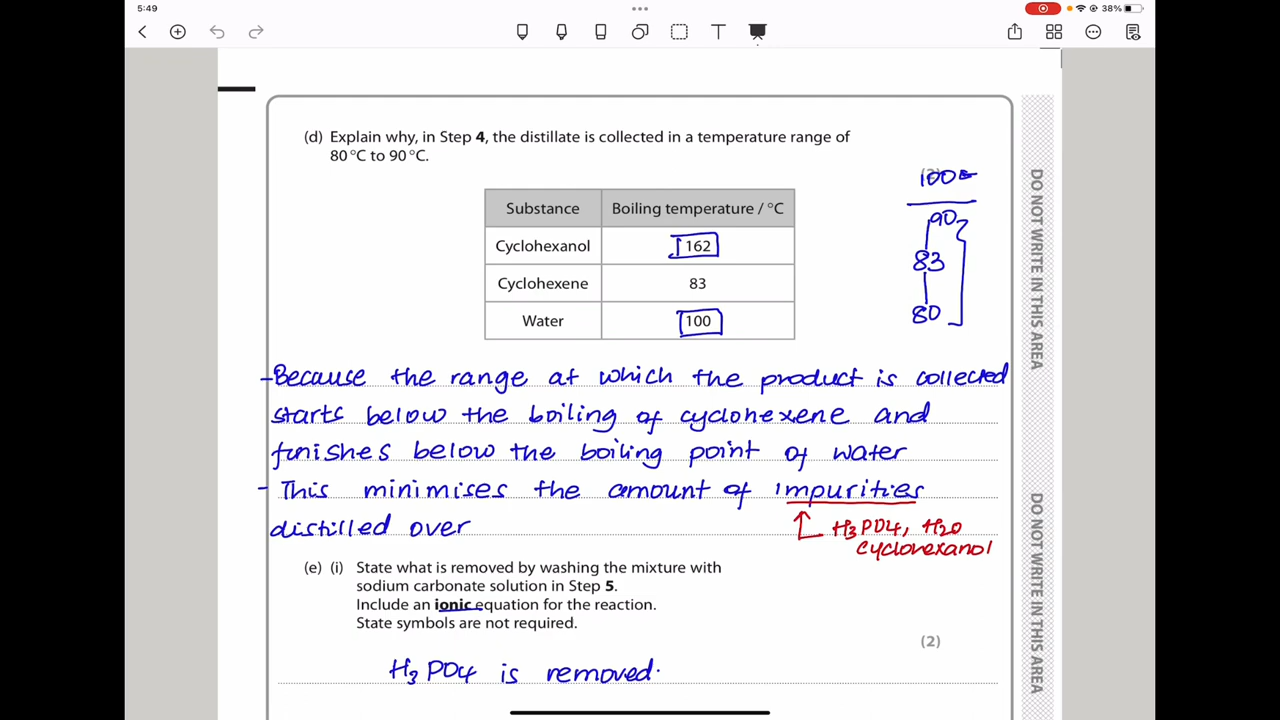 5:49
38%
(d) Explain why, in Step 4, the distillate is collected in a temperature range of
80 °C to 90 °C.
100
90
83
80
Substance Boiling temperature / °C
Cyclohexanol 162
Cyclohexene 83
Water 100
- Because the range at which the product is collected
starts below the boiling of cyclohexene and
finishes below the boiling point of water
- This minimises the amount of impurities
distilled over
H3PO4, H2O
cyclohexanol
(e) (i) State what is removed by washing the mixture with
sodium carbonate solution in Step 5.
Include an ionic equation for the reaction.
State symbols are not required.
(2)
H3PO4 is removed.
DO NOT WRITE IN THIS AREA
DO NOT WRITE IN THIS AREA